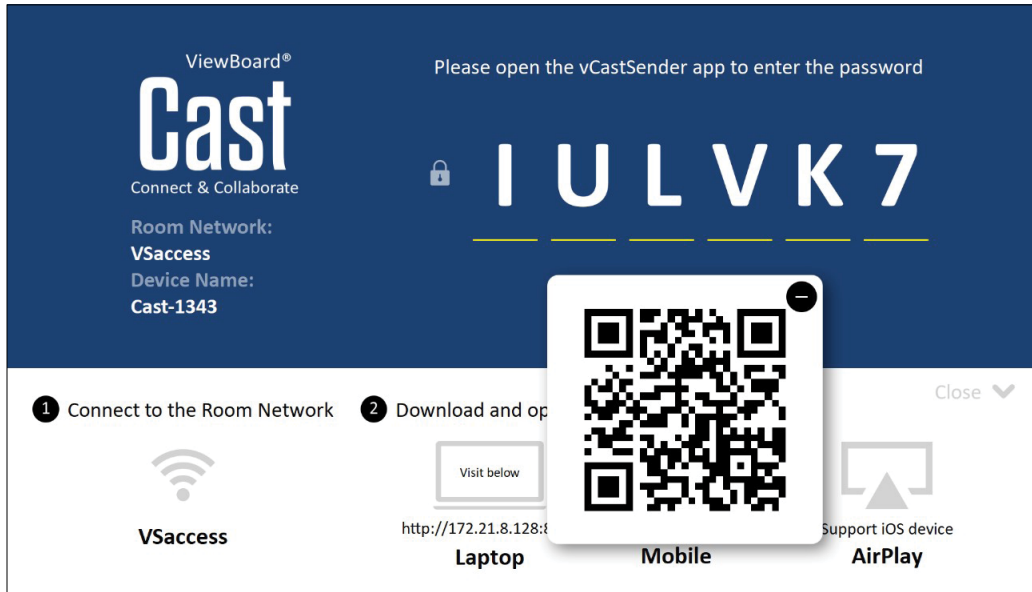 ViewBoard®
Cast
Connect & Collaborate
Room Network:
VSaccess
Device Name:
Cast-1343
Please open the vCastSender app to enter the password
I U L V K 7
1 Connect to the Room Network
VSaccess
2 Download and op
Visit below
http://172.21.8.128:8
Laptop
Mobile
Close
Support iOS device
AirPlay